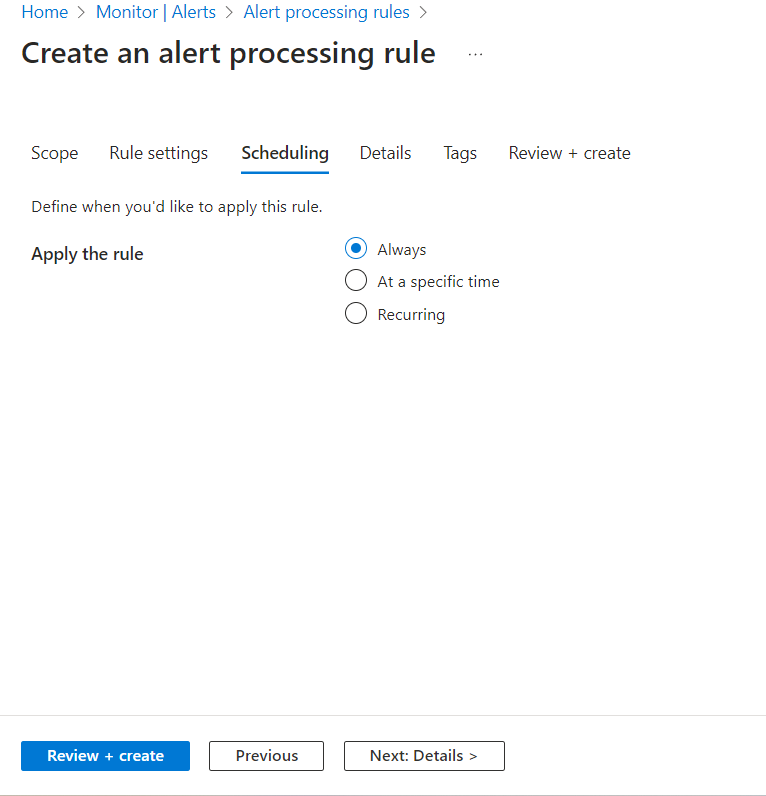 Home > Monitor | Alerts > Alert processing rules >
Create an alert processing rule ...
Scope Rule settings Scheduling Details Tags Review + create
Define when you'd like to apply this rule.
Apply the rule
Always
At a specific time
Recurring
Review + create Previous Next: Details >